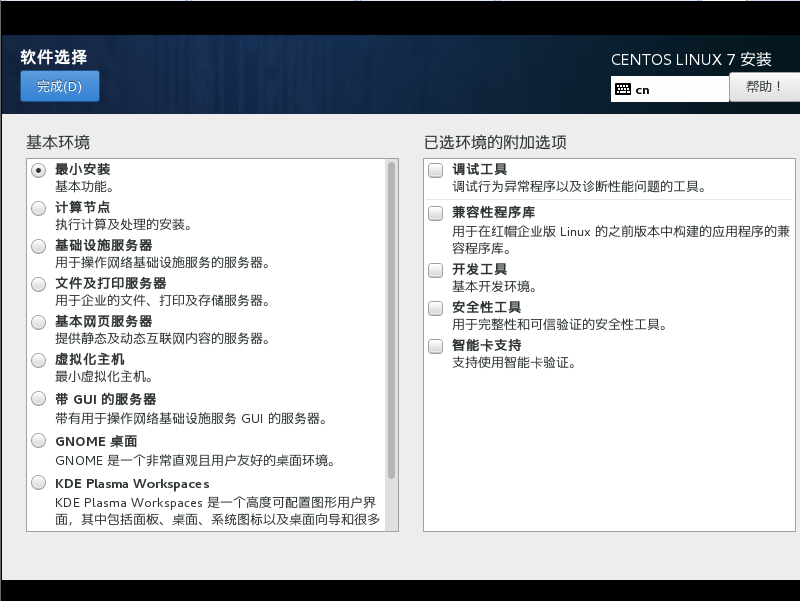 软件选择
完成(D)
CENTOS LINUX 7 安装
cn
帮助！
基本环境
最小安装
基本功能。
计算节点
执行计算及处理的安装。
基础设施服务器
用于操作网络基础设施服务的服务器。
文件及打印服务器
用于企业的文件、打印及存储服务器。
基本网页服务器
提供静态及动态互联网内容的服务器。
虚拟化主机
最小虚拟化主机。
带 GUI 的服务器
带有用于操作网络基础设施服务 GUI 的服务器。
GNOME 桌面
GNOME 是一个非常直观且用户友好的桌面环境。
KDE Plasma Workspaces
KDE Plasma Workspaces 是一个高度可配置图形用户界
面，其中包括面板、桌面、系统图标以及桌面向导和很多
已选环境的附加选项
调试工具
调试行为异常程序以及诊断性能问题的工具。
兼容性程序库
用于在红帽企业版 Linux 的之前版本中构建的应用程序的兼
容程序库。
开发工具
基本开发环境。
安全性工具
用于完整性和可信验证的安全性工具。
智能卡支持
支持使用智能卡验证。